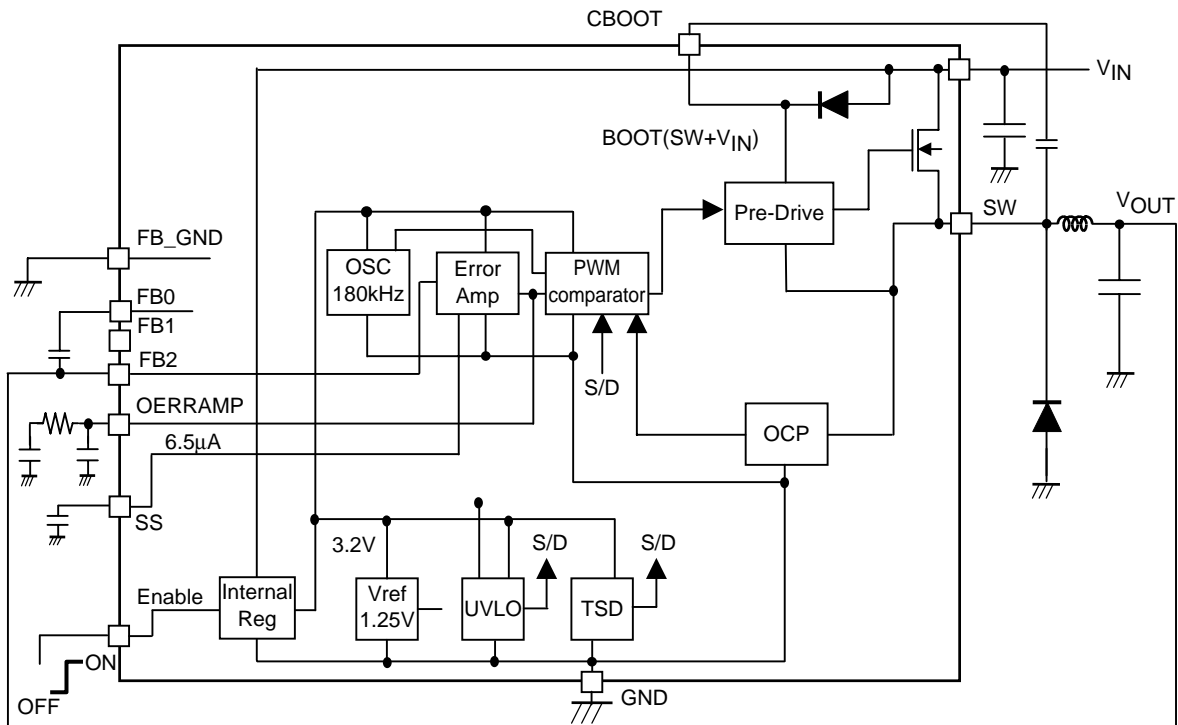 CBOOT
VIN
BOOT(SW+VIN)
Pre-Drive
SW
VOUT
FB_GND
OSC
180kHz
Error
Amp
PWM
comparator
FB0
FB1
FB2
S/D
OERRAMP
6.5μA
OCP
SS
3.2V
S/D
S/D
Enable
Internal
Reg
Vref
1.25V
UVLO
TSD
ON
OFF
GND